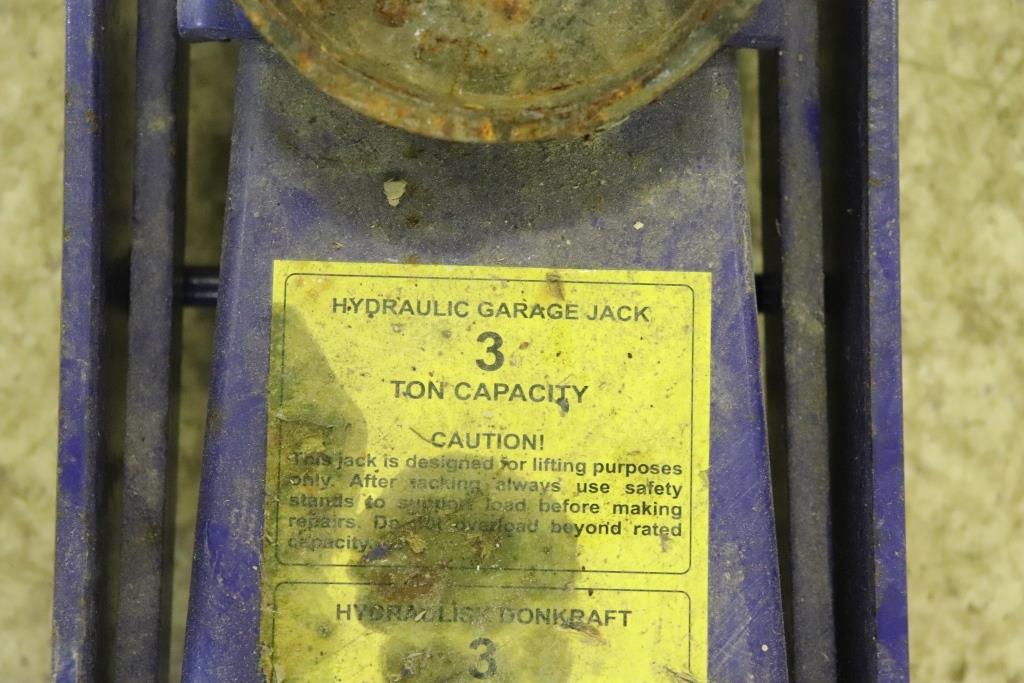 HYDRAULIC GARAGE JACK
3
TON CAPACITY
CAUTION!
This jack is designed for lifting purposes
only. After jacking always use safety
stands to support load before making
repairs. Do not overload beyond rated
capacity.
HYDRAULISK DONKRAFT
3